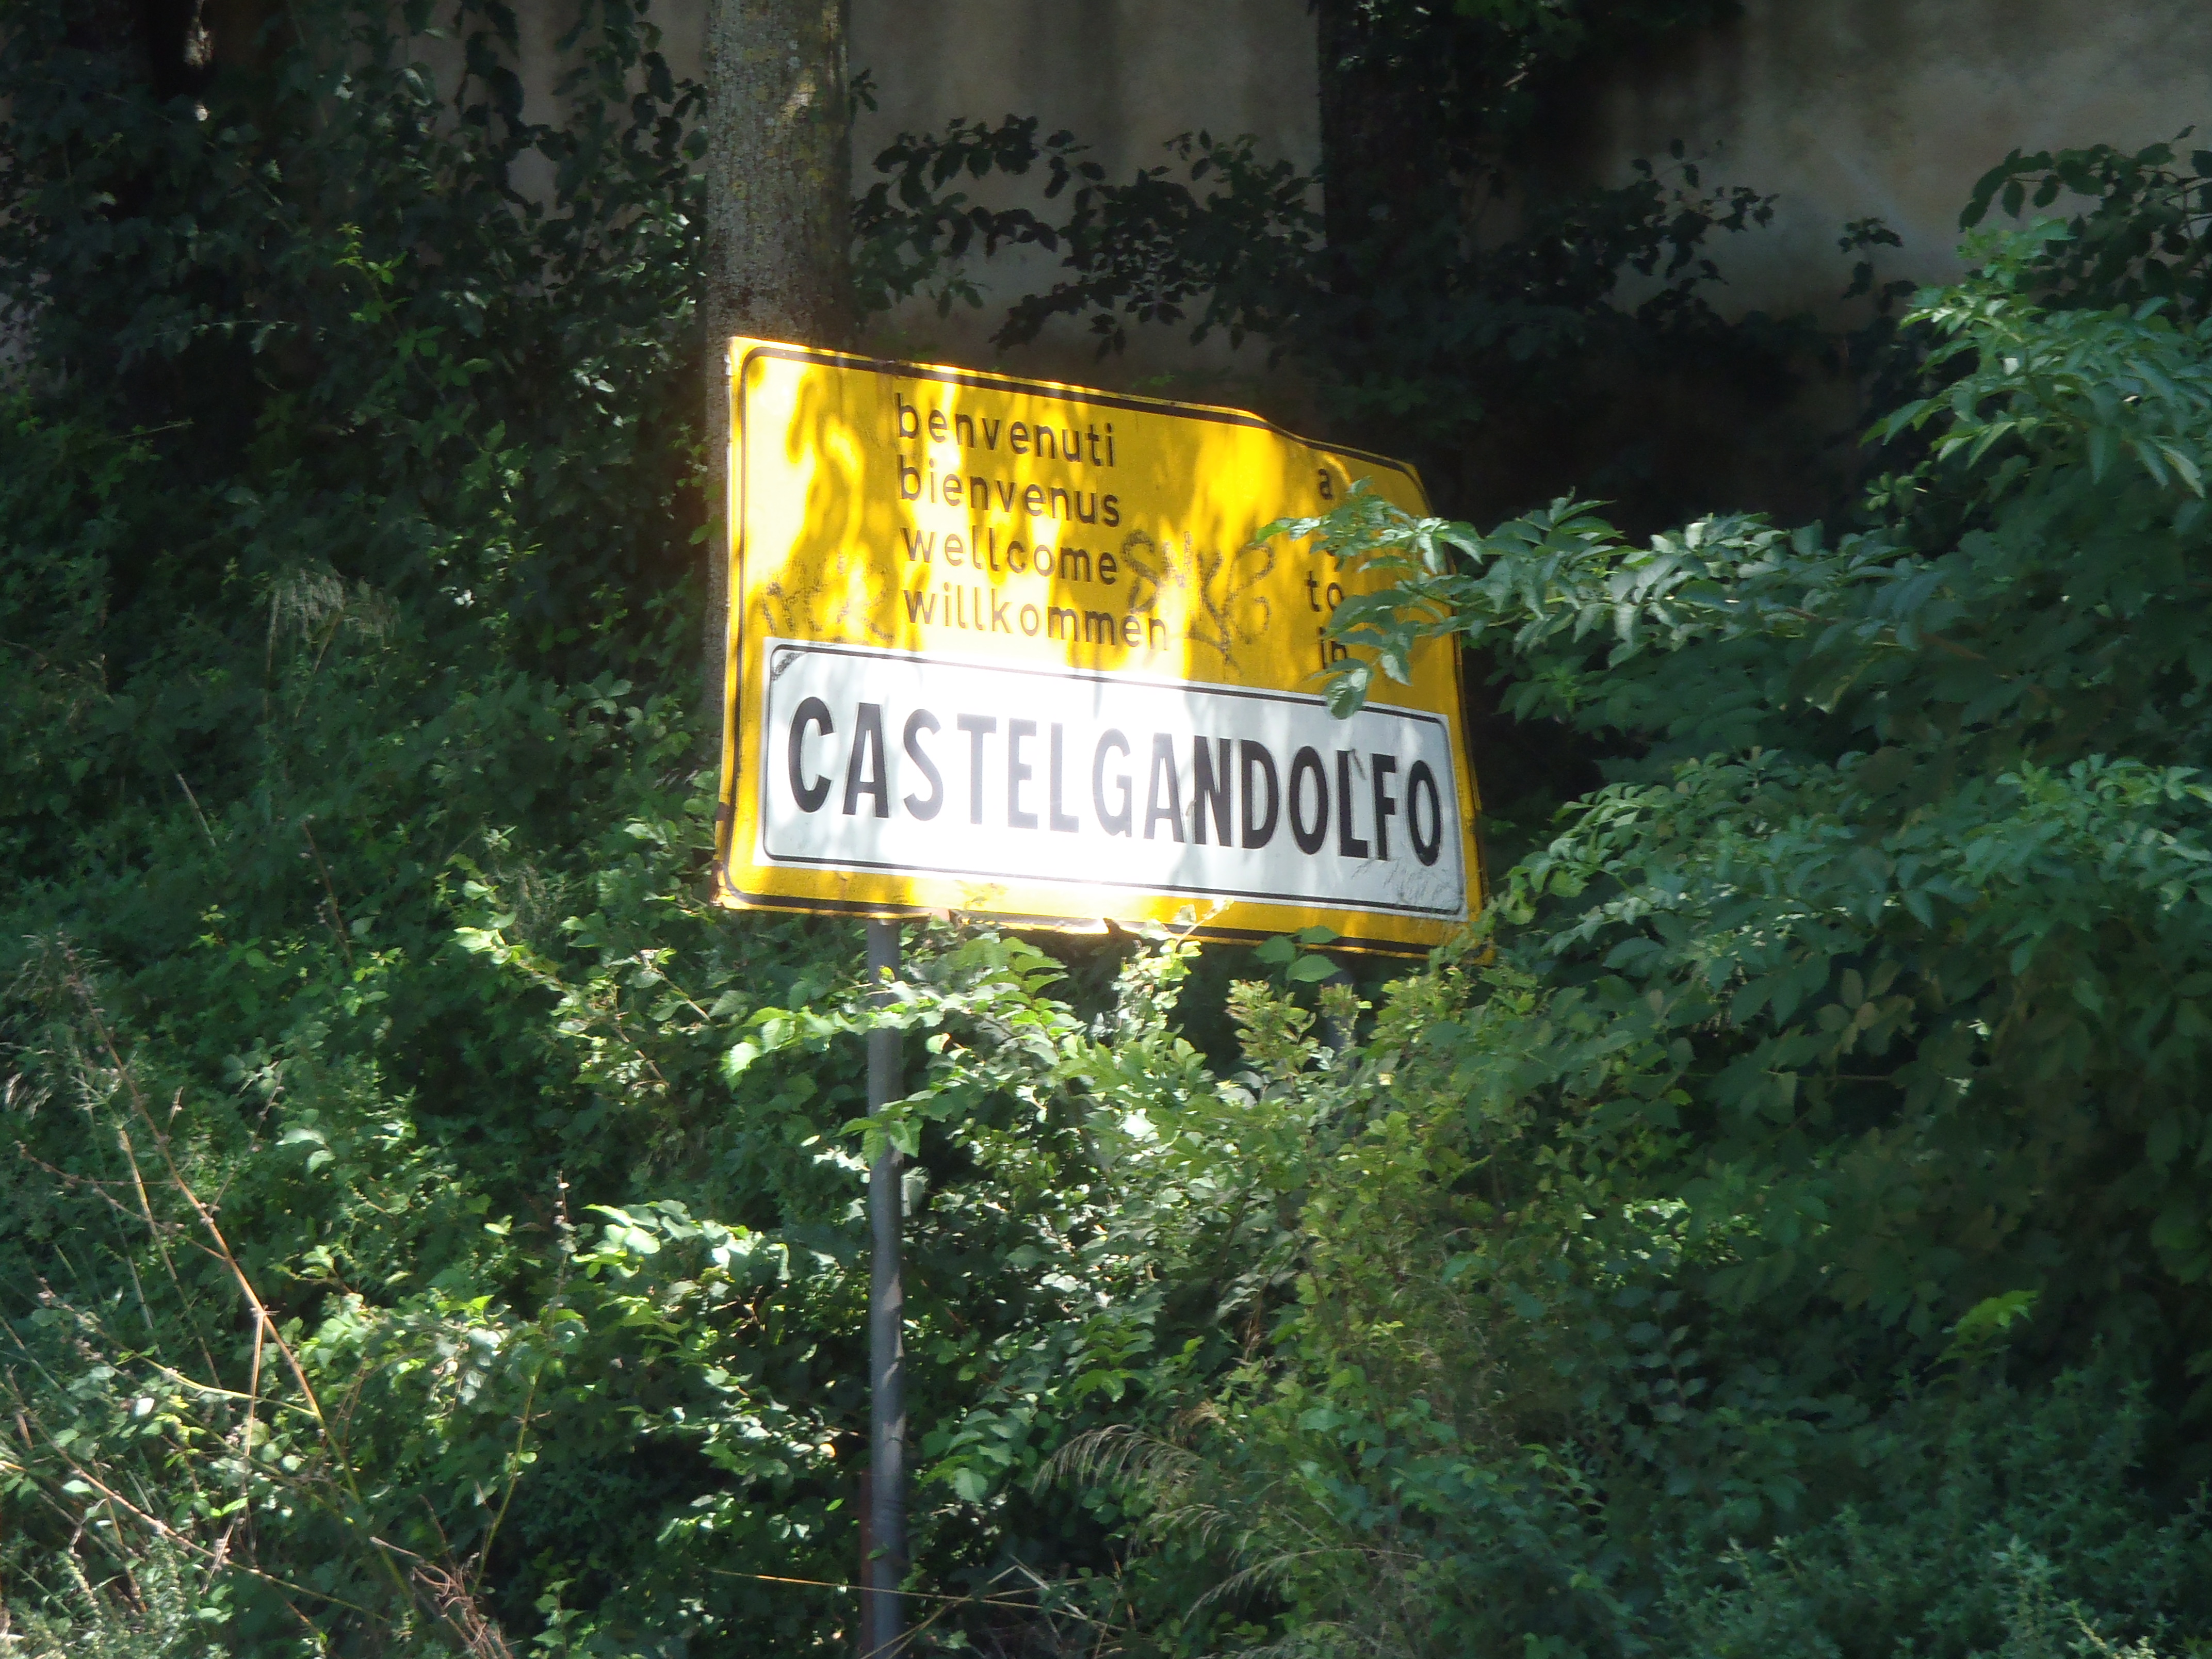 benvenuti a
bienvenus
wellcome to
willkommen in
CASTELGANDOLFO